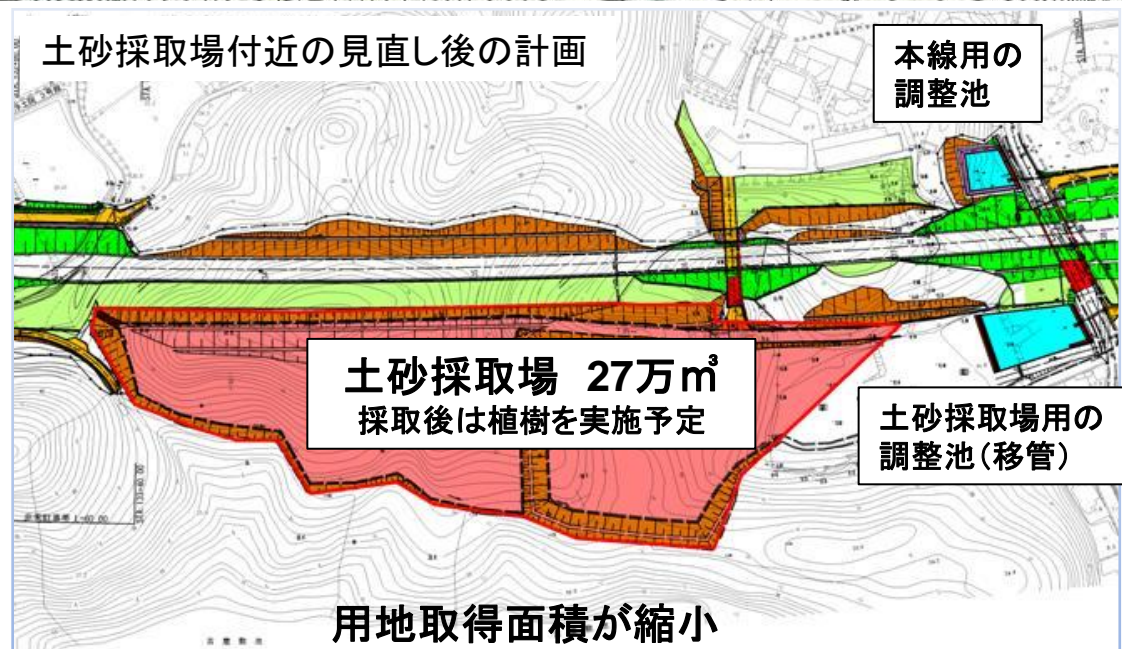 土砂採取場付近の見直し後の計画
本線用の
調整池
土砂採取場 27万㎥
採取後は植樹を実施予定
土砂採取場用の
調整池(移管)
用地取得面積が縮小